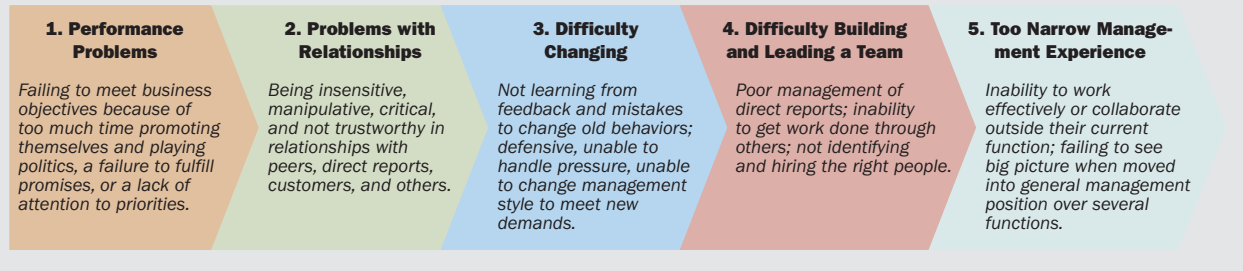 1. Performance
Problems
Failing to meet business
objectives because of
too much time promoting
themselves and playing
politics, a failure to fulfill
promises, or a lack of
attention to priorities.
2. Problems with
Relationships
Being insensitive,
manipulative, critical,
and not trustworthy in
relationships with
peers, direct reports,
customers, and others.
3. Difficulty
Changing
Not learning from
feedback and mistakes
to change old behaviors;
defensive, unable to
handle pressure, unable
to change management
style to meet new
demands.
4. Difficulty Building
and Leading a Team
Poor management of
direct reports; inability
to get work done through
others; not identifying
and hiring the right people.
5. Too Narrow Manage-
ment Experience
Inability to work
effectively or collaborate
outside their current
function; failing to see
big picture when moved
into general management
position over several
functions.